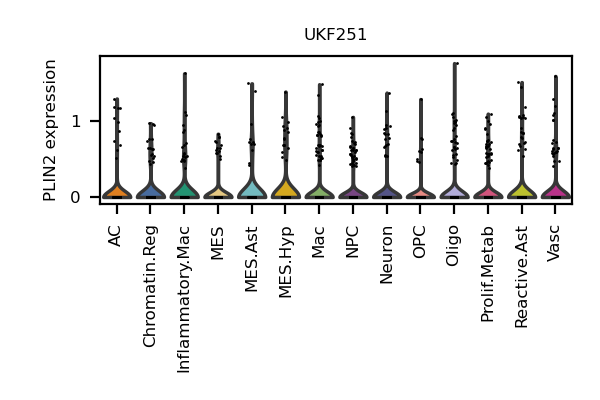 UKF251
PLIN2 expression
1
0
AC
Chromatin.Reg
Inflammatory.Mac
MES
MES.Ast
MES.Hyp
Mac
NPC
Neuron
OPC
Oligo
Prolif.Metab
Reactive.Ast
Vasc